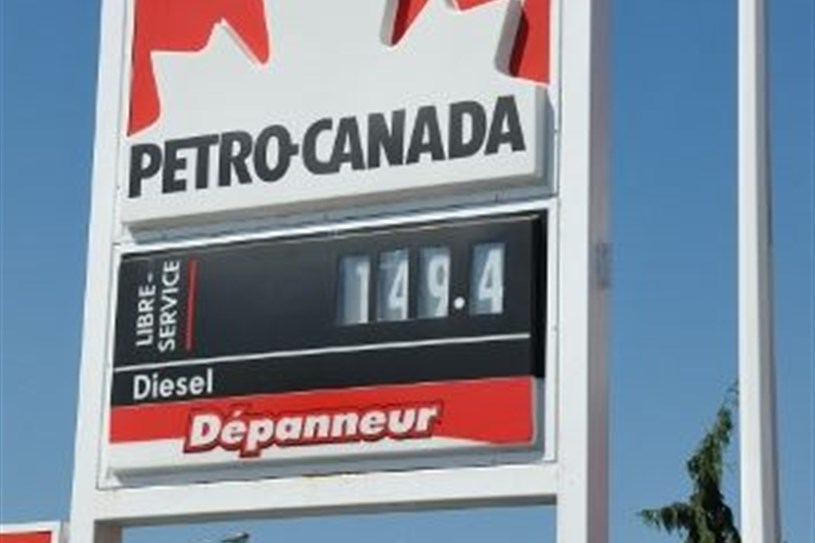 PETRO-CANADA
LIBRE-
SERVICE
149.4
Diesel
Dépanneur